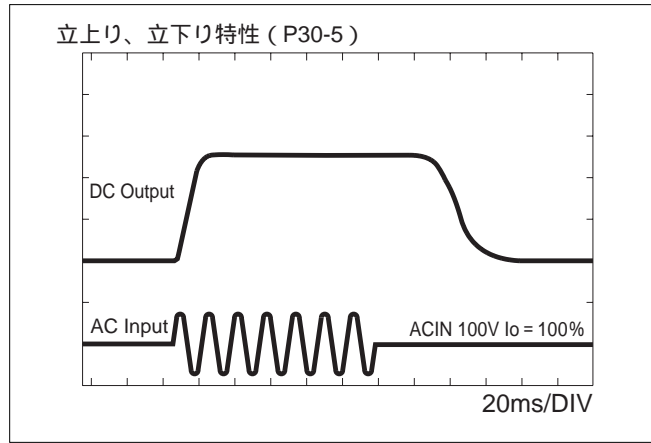 立上り、立下り特性(P30-5)
DC Output
AC Input
ACIN 100V Io = 100%
20ms/DIV